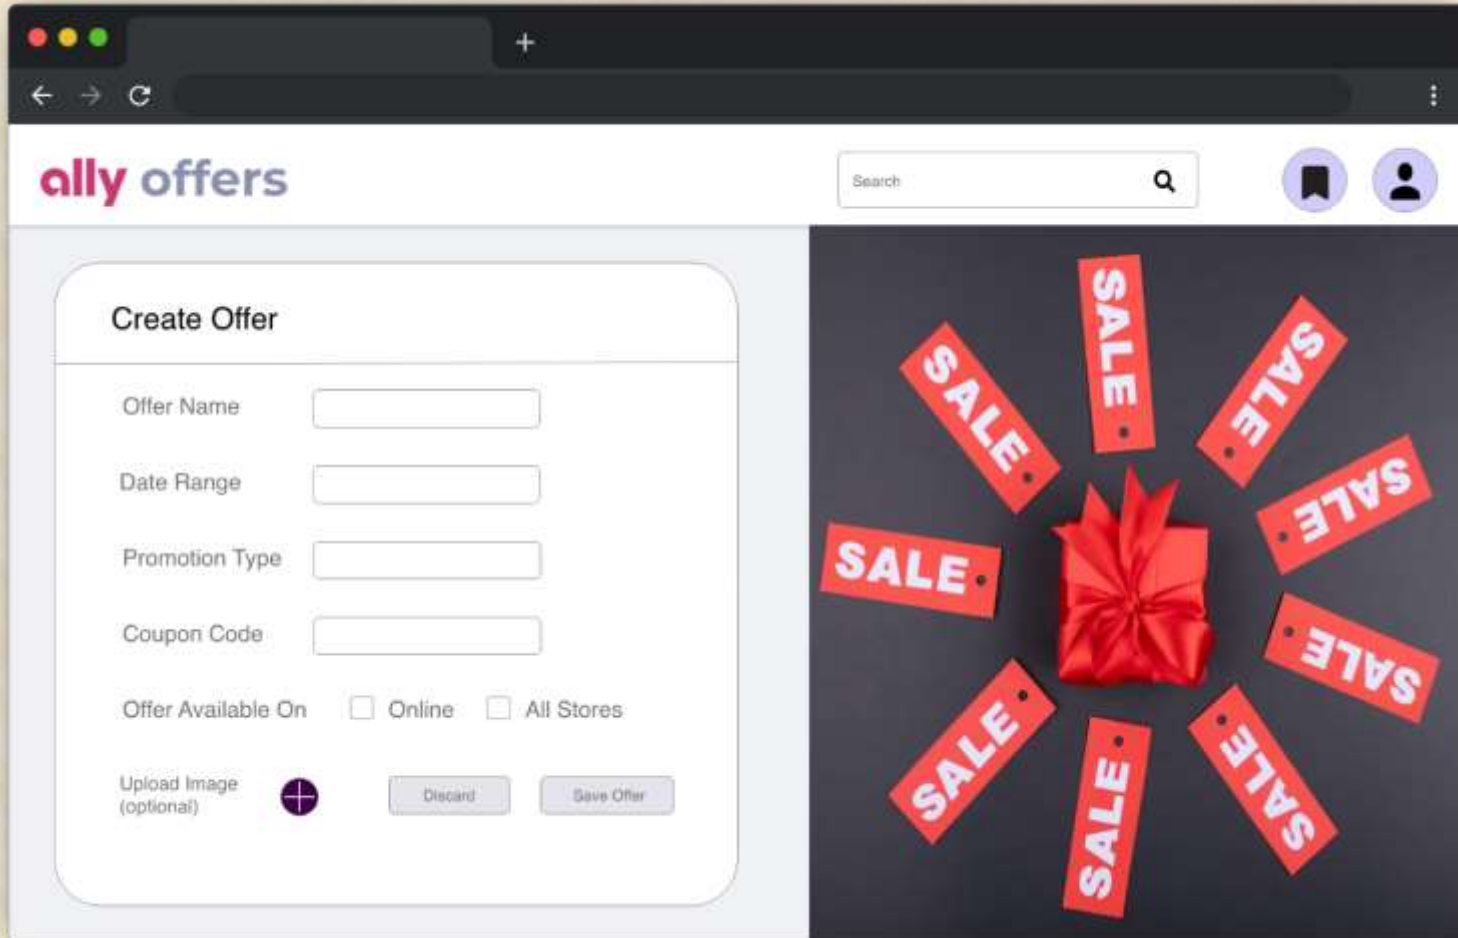 ally offers
Search
Create Offer
Offer Name
Date Range
Promotion Type
Coupon Code
Offer Available On Online All Stores
Upload Image
(optional)
Discard Save Offer
SALE
SALE
SALE
SALE
SALE
SALE
SALE
SALE
SALE